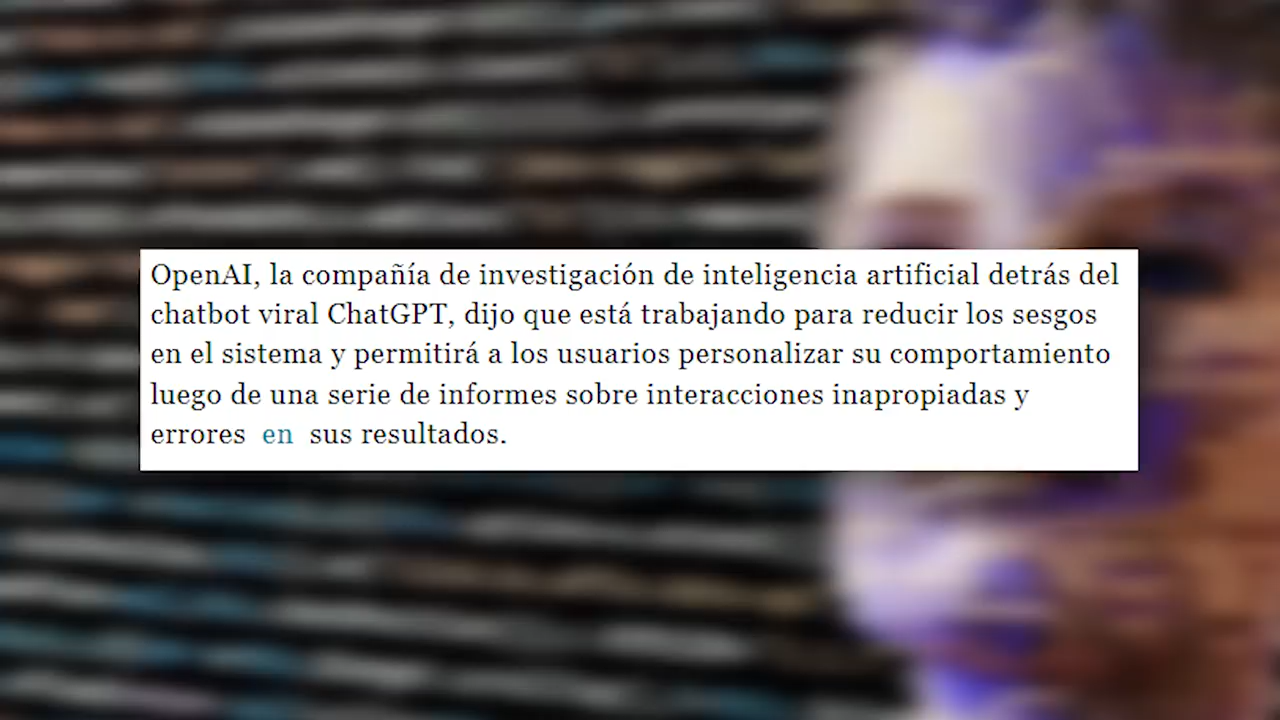 OpenAI, la compañía de investigación de inteligencia artificial detrás del
chatbot viral ChatGPT, dijo que está trabajando para reducir los sesgos
en el sistema y permitirá a los usuarios personalizar su comportamiento
luego de una serie de informes sobre interacciones inapropiadas y
errores en sus resultados.